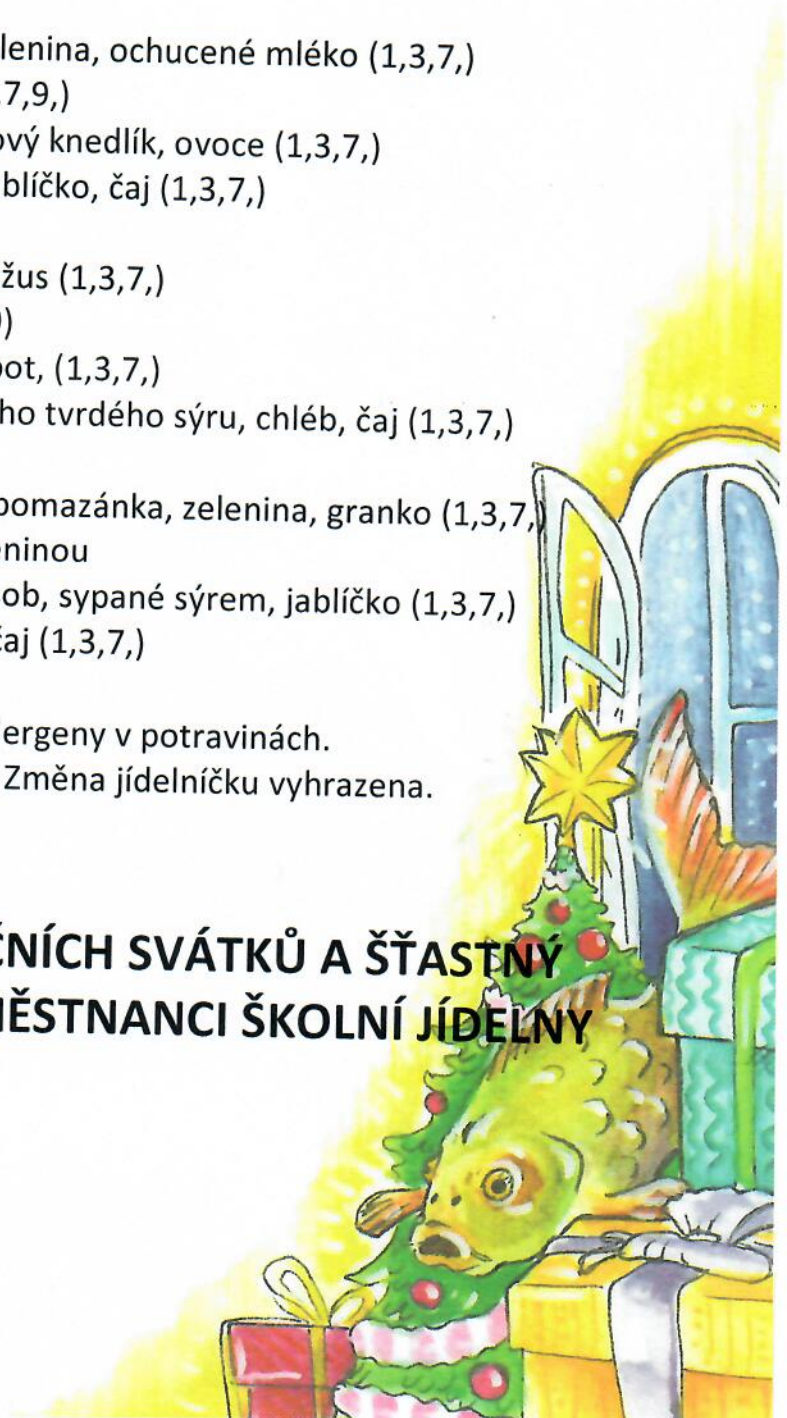 lenina, ochucené mléko (1,3,7,)
7,9,)
ový knedlík, ovoce (1,3,7,)
blíčko, čaj (1,3,7,)
žus (1,3,7,)
)
ot, (1,3,7,)
ho tvrdého sýru, chléb, čaj (1,3,7,)
pomazánka, zelenina, granko (1,3,7,)
eninou
ob, sypané sýrem, jablíčko (1,3,7,)
čaj (1,3,7,)
lergeny v potravinách.
Změna jídelníčku vyhrazena.
ČNÍCH SVÁTKŮ A ŠŤASTNÝ
MĚSTNANCI ŠKOLNÍ JÍDELNY